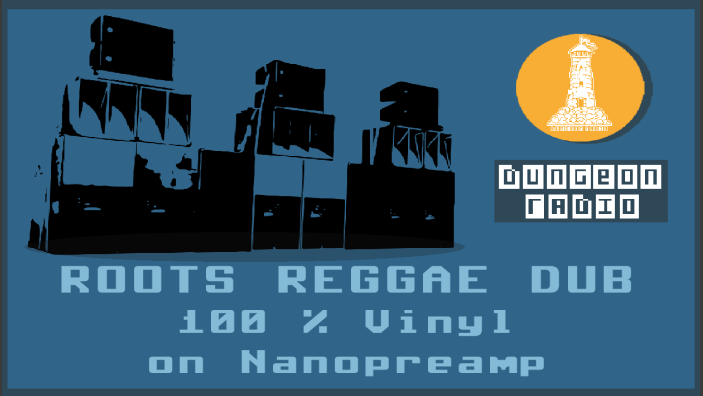 DUNGEON
RADIO
ROOTS REGGAE DUB
100 % Vinyl
on Nanopreamp